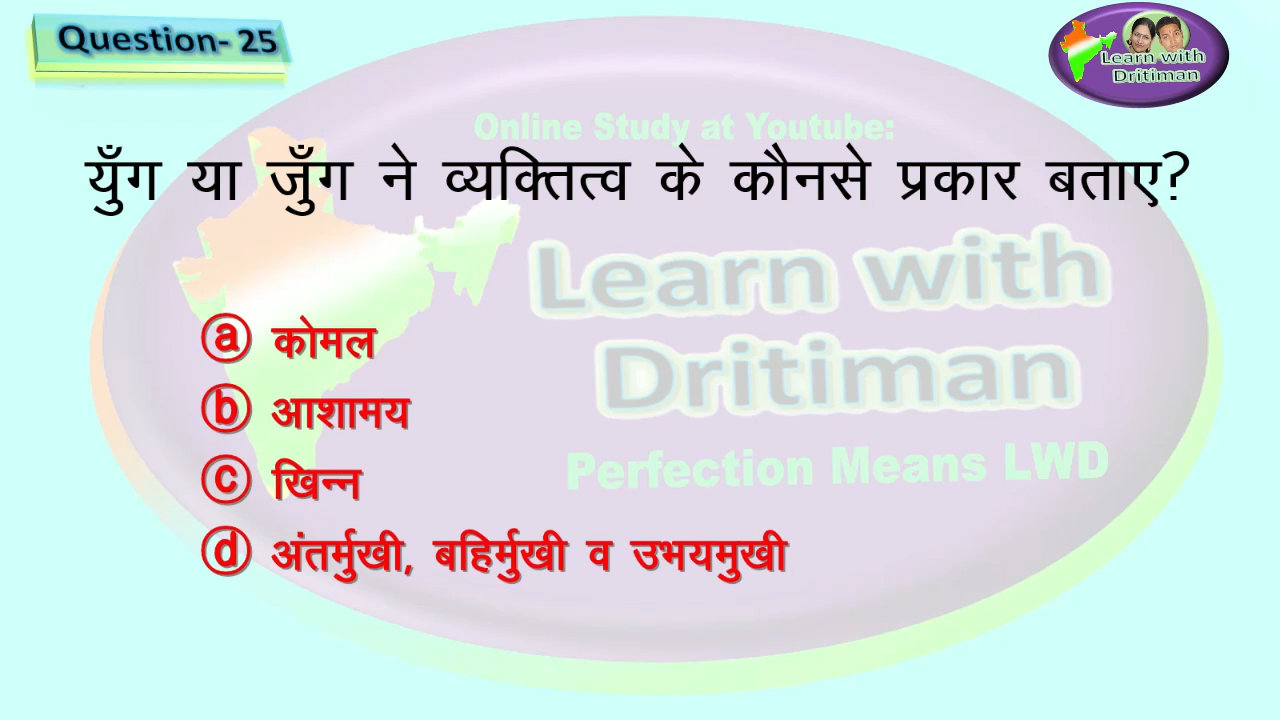 Question- 25
Learn with
Dritiman
Online Study at Youtube:
युँग या जुँग ने व्यक्तित्व के कौनसे प्रकार बताए?
Learn with
Dritiman
ⓐ कोमल
ⓑ आशामय
Perfection Means LWD
ⓒ खिन्न
ⓓ अंतर्मुखी, बहिर्मुखी व उभयमुखी